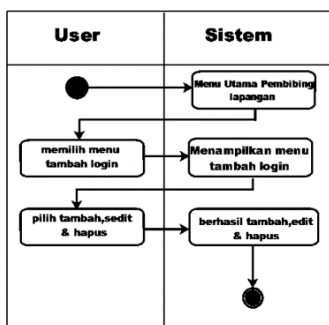 User
Sistem
Menu Utama Pembibing
lapangan
memilih menu
tambah login
Menampilkan menu
tambah login
pilih tambah,sedit
& hapus
berhasil tambah,edit
& hapus